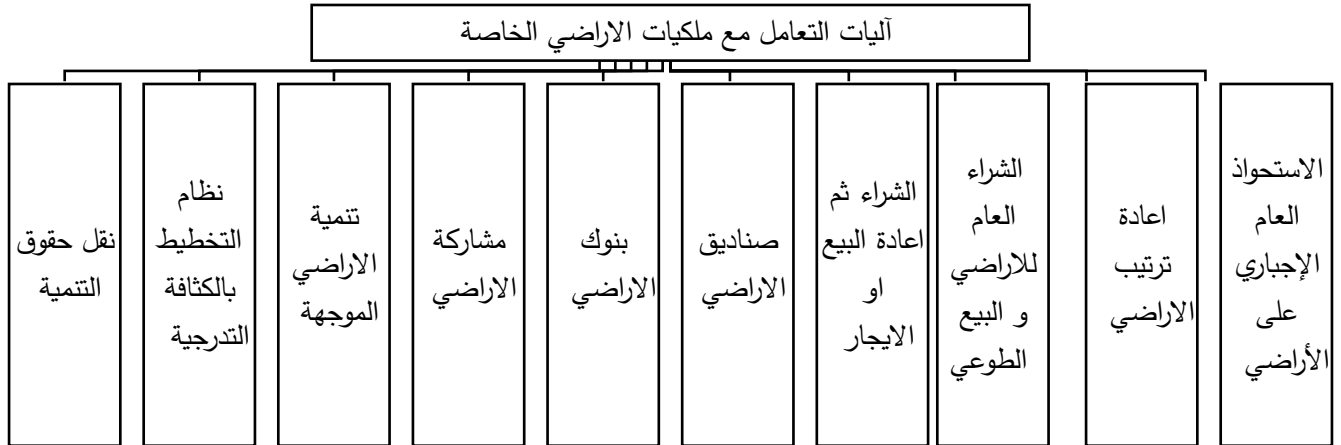 آليات التعامل مع ملكيات الاراضي الخاصة
الاستحواذ
العام
الإجباري
على
الأراضي
اعادة
ترتيب
الاراضي
الشراء
العام
للاراضي
و البيع
الطوعي
الشراء ثم
اعادة البيع
او
الايجار
صناديق
الاراضي
بنوك
الاراضي
مشاركة
الاراضي
تنمية
الاراضي
الموجهة
نظام
التخطيط
بالكثافة
التدرجية
نقل حقوق
التنمية